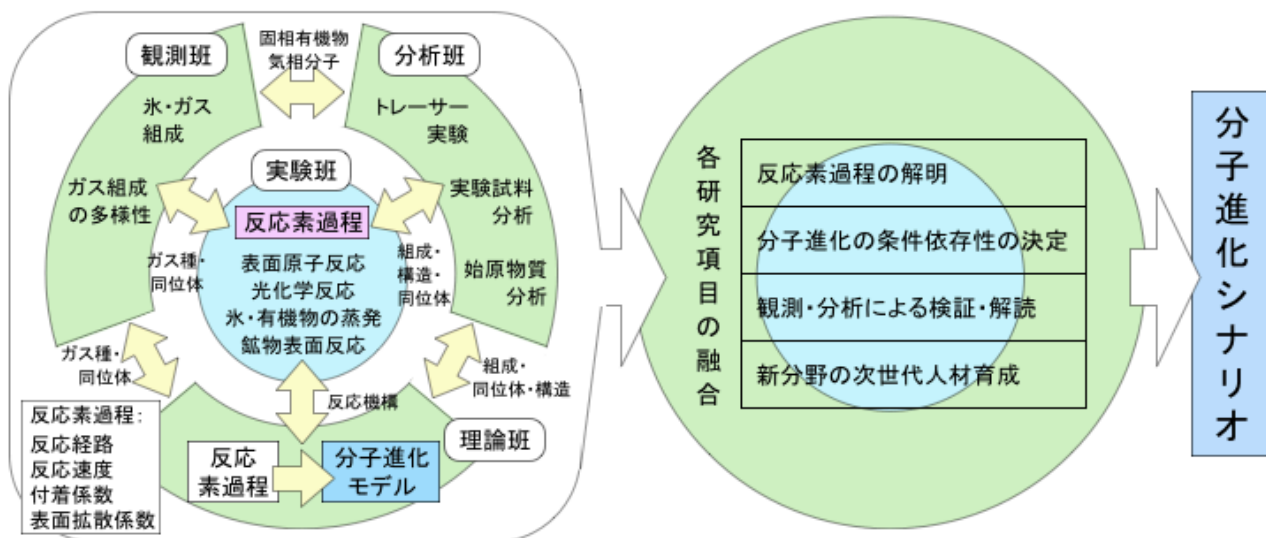 観測班
氷・ガス
組成
ガス組成
の多様性
固相有機物
気相分子
分析班
トレーサー
実験
実験試料
分析
始原物質
分析
実験班
反応素過程
表面原子反応
光化学反応
氷・有機物の蒸発
鉱物表面反応
ガス種・
同位体
組成・
構造・
同位体
ガス種・
同位体
反応機構
組成・
同位体・構造
理論班
反応
素過程
分子進化
モデル
反応素過程:
反応経路
反応速度
付着係数
表面拡散係数
各研究項目の融合
反応素過程の解明
分子進化の条件依存性の決定
観測・分析による検証・解読
新分野の次世代人材育成
分子進化シナリオ